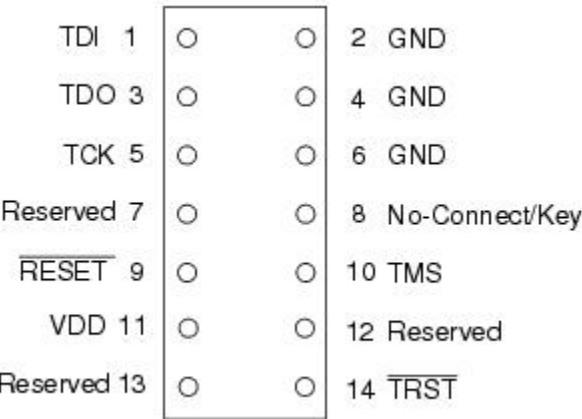 TDI 1 2 GND
TDO 3 4 GND
TCK 5 6 GND
Reserved 7 8 No-Connect/Key
RESET 9 10 TMS
VDD 11 12 Reserved
Reserved 13 14 TRST